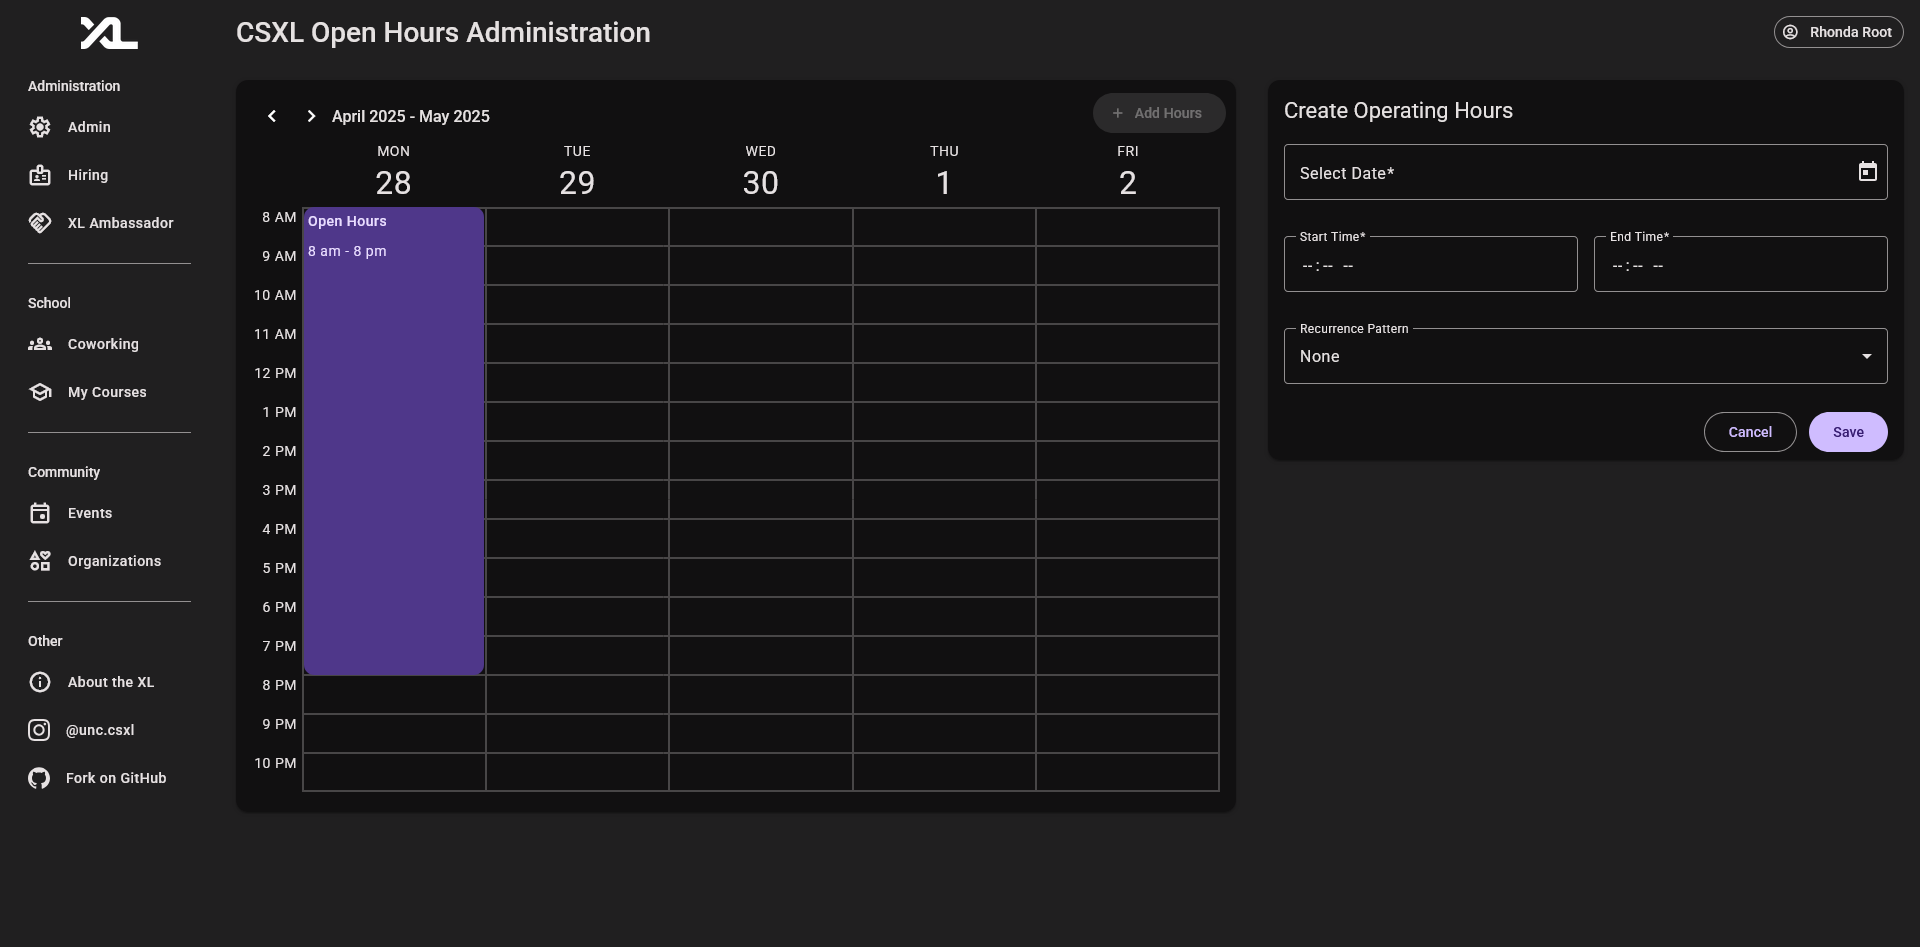 XL
CSXL Open Hours Administration
Rhonda Root
Administration
Admin
Hiring
XL Ambassador
School
Coworking
My Courses
Community
Events
Organizations
Other
About the XL
@unc.csxl
Fork on GitHub
April 2025 - May 2025
+ Add Hours
MON TUE WED THU FRI
28 29 30 1 2
8 AM
Open Hours
8 am - 8 pm
9 AM
10 AM
11 AM
12 PM
1 PM
2 PM
3 PM
4 PM
5 PM
6 PM
7 PM
8 PM
9 PM
10 PM
Create Operating Hours
Select Date*
Start Time* End Time*
--:-- -- --:-- --
Recurrence Pattern
None
Cancel Save